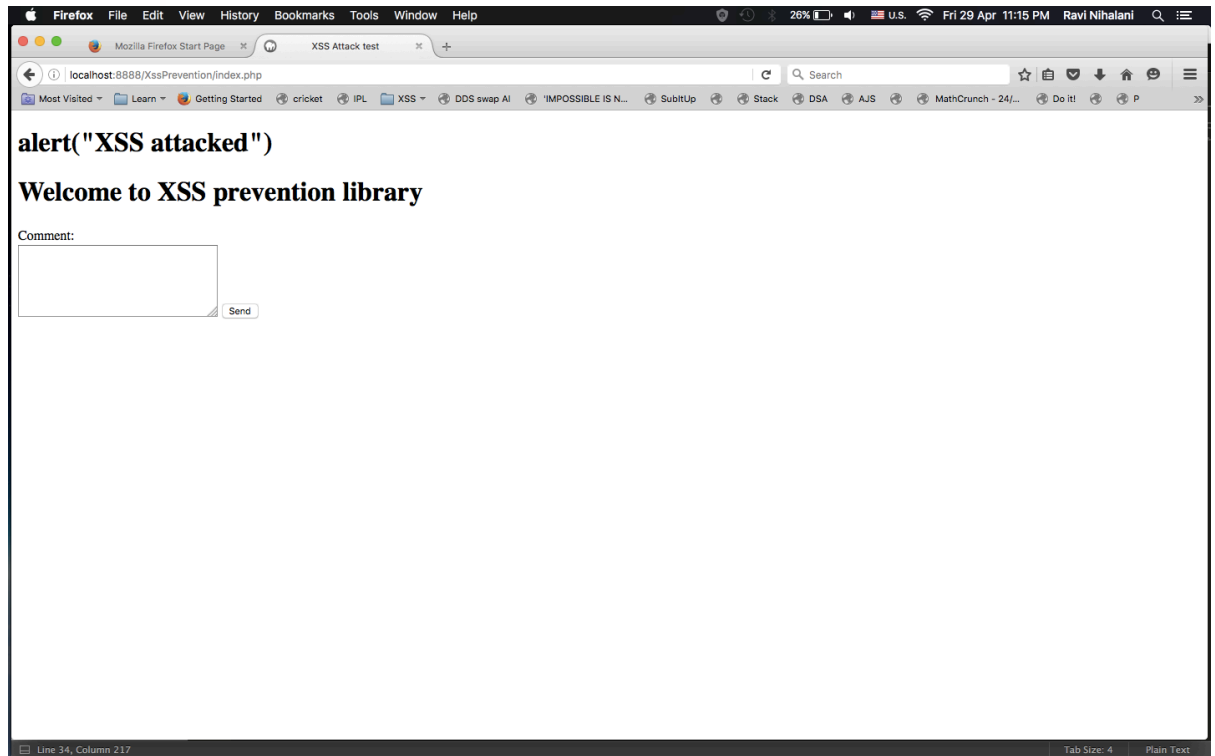 Firefox File Edit View History Bookmarks Tools Window Help 26% U.S. Fri 29 Apr 11:15 PM Ravi Nihalani
Mozilla Firefox Start Page XSS Attack test
localhost:8888/XssPrevention/index.php Search
Most Visited Learn Getting Started cricket IPL XSS DDS swap AI 'IMPOSSIBLE IS N... SubItUp Stack DSA AJS MathCrunch - 24/... Do it! P
alert("XSS attacked")
Welcome to XSS prevention library
Comment:
Send
Line 34, Column 217 Tab Size: 4 Plain Text